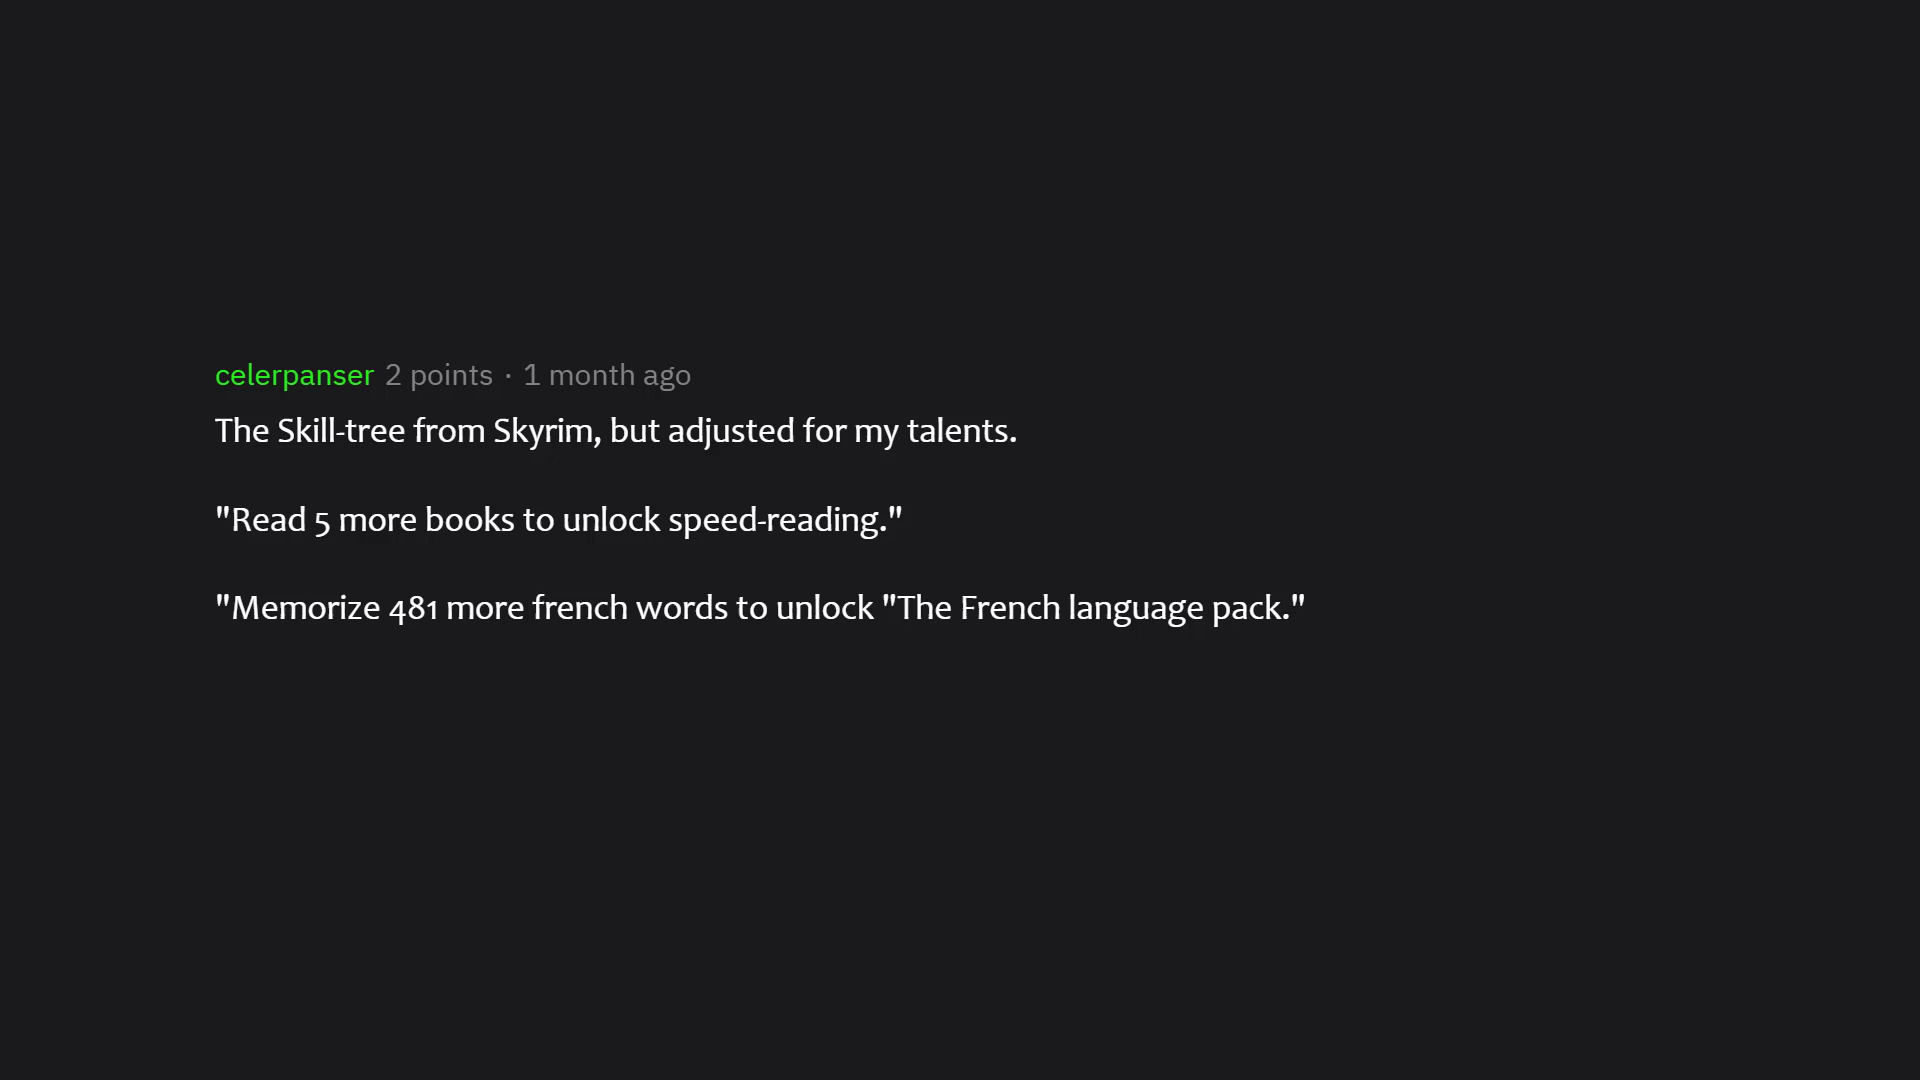 celerpanser 2 points · 1 month ago
The Skill-tree from Skyrim, but adjusted for my talents.
"Read 5 more books to unlock speed-reading."
"Memorize 481 more french words to unlock "The French language pack."